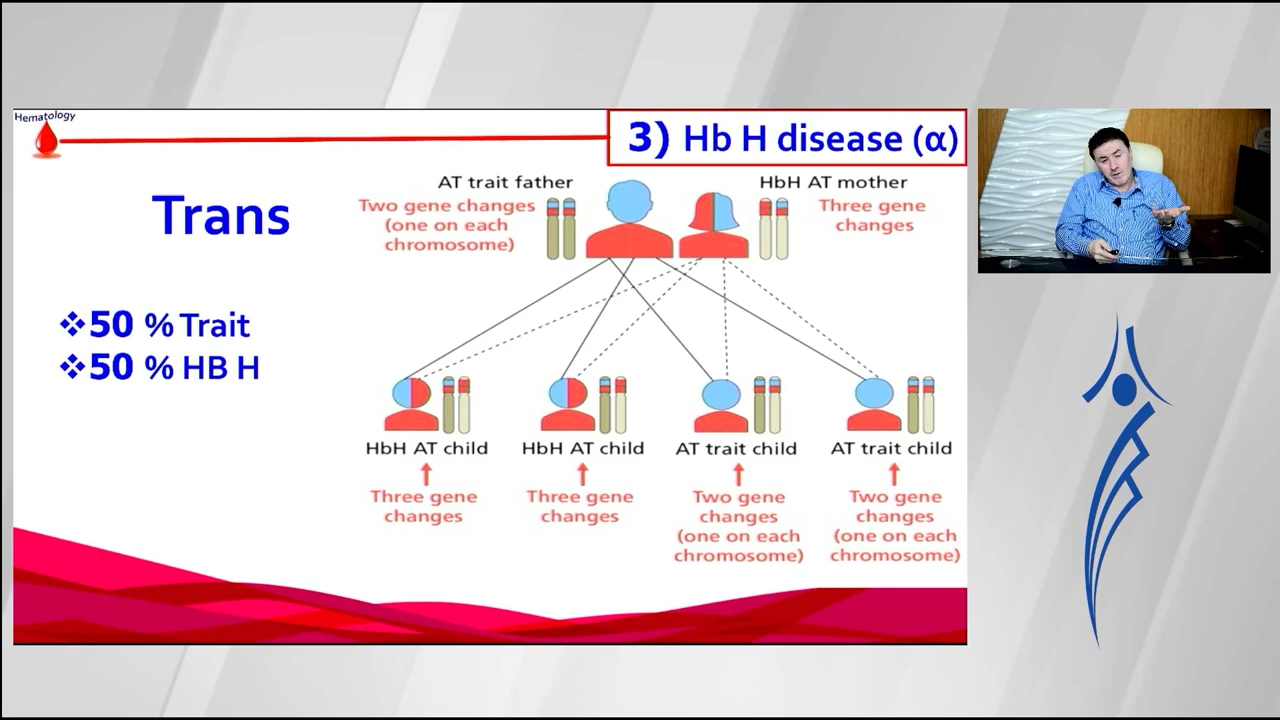 Hematology
3) Hb H disease (α)
Trans
❖50 % Trait
❖50 % HB H
AT trait father
Two gene changes
(one on each
chromosome)
HbH AT mother
Three gene
changes
HbH AT child
Three gene
changes
HbH AT child
Three gene
changes
AT trait child
Two gene
changes
(one on each
chromosome)
AT trait child
Two gene
changes
(one on each
chromosome)